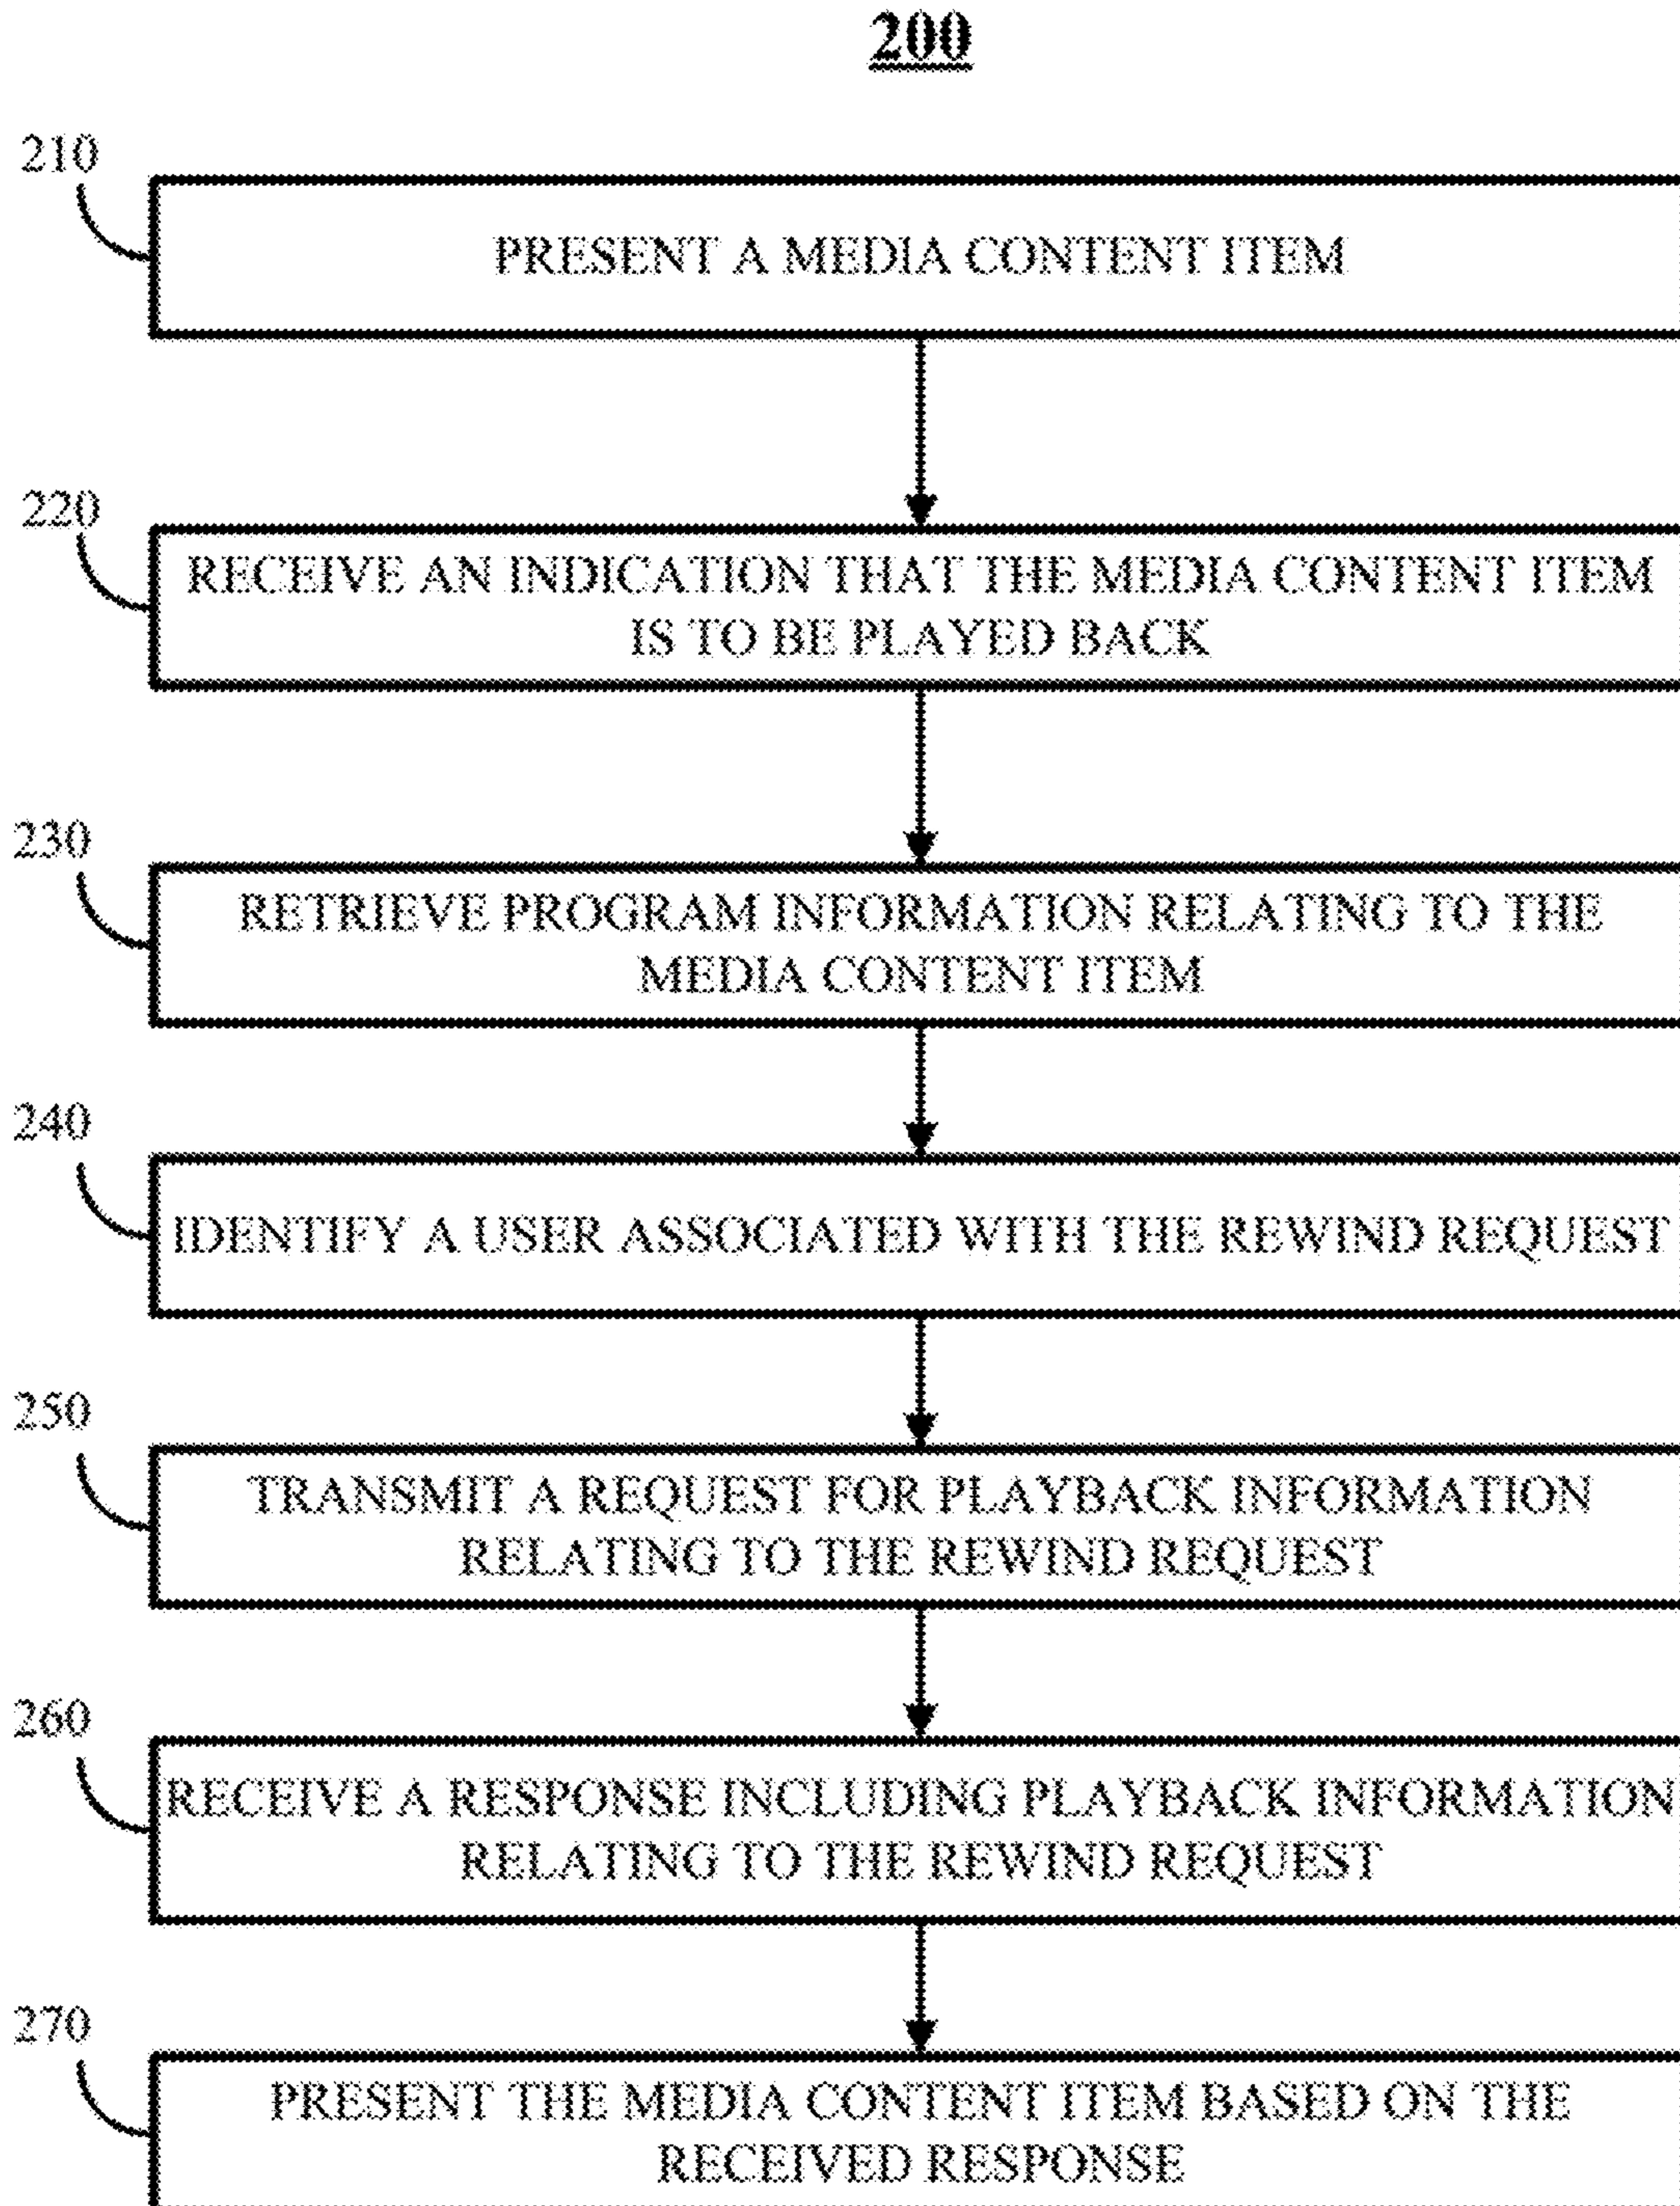 200
210
PRESENT A MEDIA CONTENT ITEM
220
RECEIVE AN INDICATION THAT THE MEDIA CONTENT ITEM
IS TO BE PLAYED BACK
230
RETRIEVE PROGRAM INFORMATION RELATING TO THE
MEDIA CONTENT ITEM
240
IDENTIFY A USER ASSOCIATED WITH THE REWIND REQUEST
250
TRANSMIT A REQUEST FOR PLAYBACK INFORMATION
RELATING TO THE REWIND REQUEST
260
RECEIVE A RESPONSE INCLUDING PLAYBACK INFORMATION
RELATING TO THE REWIND REQUEST
270
PRESENT THE MEDIA CONTENT ITEM BASED ON THE
RECEIVED RESPONSE